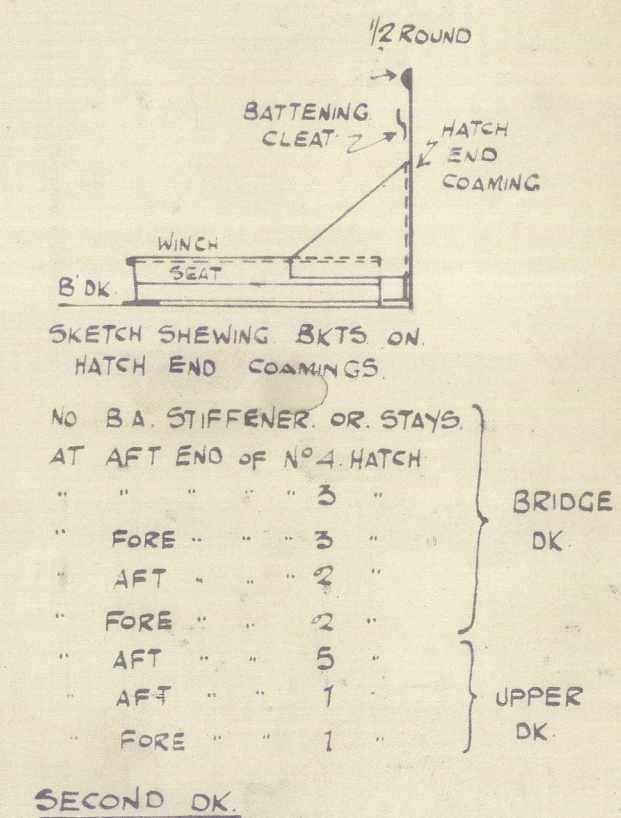 1/2 ROUND
BATTENING
CLEAT
HATCH
END
COAMING
WINCH
SEAT
B'DK.
SKETCH SHEWING BKTS. ON.
HATCH END COAMINGS.
NO B.A. STIFFENER. OR. STAYS.
AT AFT END OF Nº 4. HATCH
" " " " " 3 "
" FORE " " " 3 "
" AFT " " " 2 "
" FORE " " 2 "
BRIDGE
DK.
" AFT " " 5 "
" AFT " " 1 "
" FORE " " 1 "
UPPER
DK.
SECOND DK.